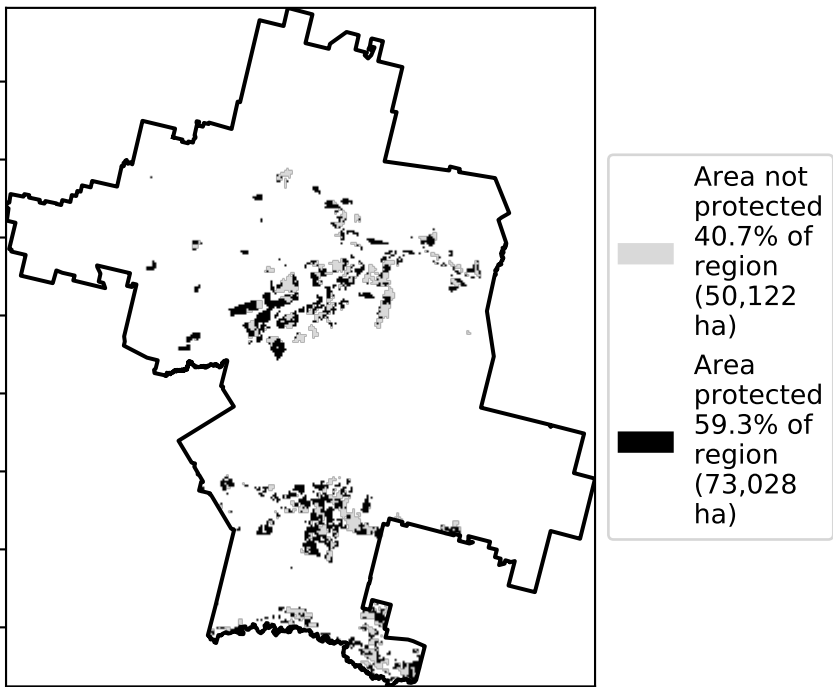 Area not
protected
40.7% of
region
(50,122
ha)
Area
protected
59.3% of
region
(73,028
ha)